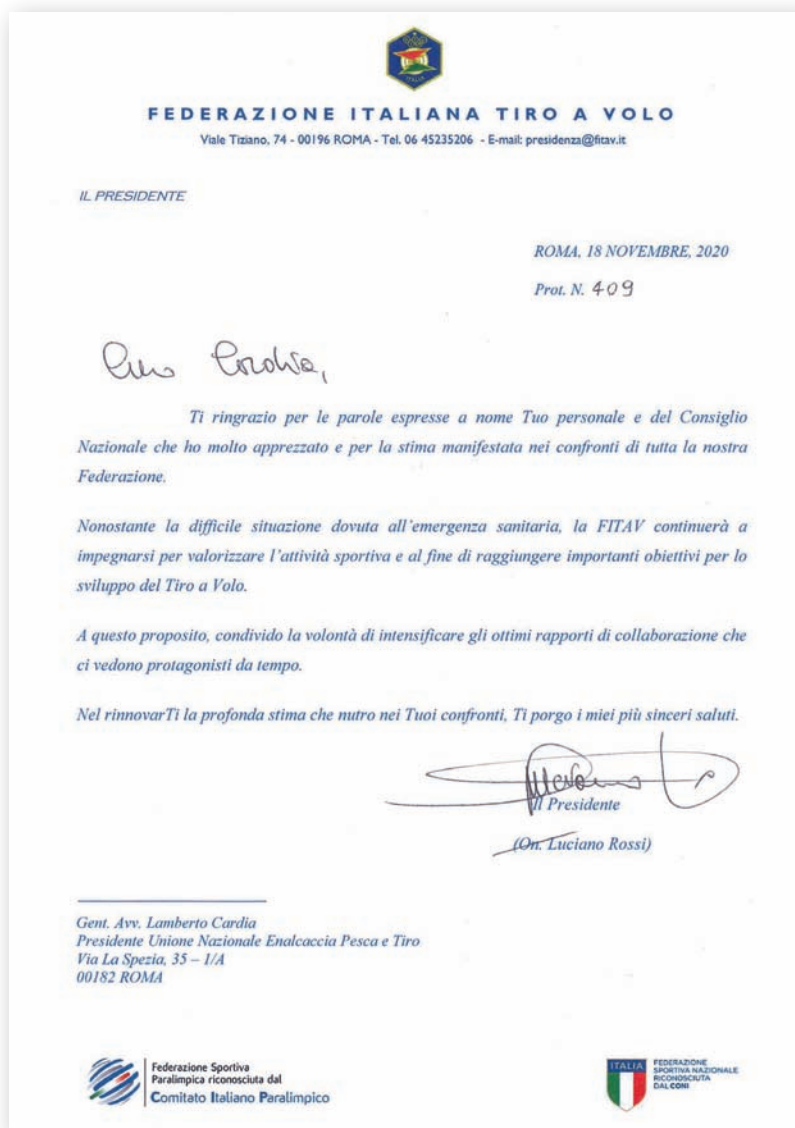 ITALIA
FEDERAZIONE ITALIANA TIRO A VOLO
Viale Tiziano, 74 - 00196 ROMA - Tel. 06 45235206 - E-mail: presidenza@fitav.it
IL PRESIDENTE
ROMA, 18 NOVEMBRE, 2020
Prot. N. 409
Caro Cardia,
Ti ringrazio per le parole espresse a nome Tuo personale e del Consiglio
Nazionale che ho molto apprezzato e per la stima manifestata nei confronti di tutta la nostra
Federazione.
Nonostante la difficile situazione dovuta all'emergenza sanitaria, la FITAV continuerà a
impegnarsi per valorizzare l'attività sportiva e al fine di raggiungere importanti obiettivi per lo
sviluppo del Tiro a Volo.
A questo proposito, condivido la volontà di intensificare gli ottimi rapporti di collaborazione che
ci vedono protagonisti da tempo.
Nel rinnovarTi la profonda stima che nutro nei Tuoi confronti, Ti porgo i miei più sinceri saluti.
Il Presidente
(On. Luciano Rossi)
Gent. Avv. Lamberto Cardia
Presidente Unione Nazionale Enalcaccia Pesca e Tiro
Via La Spezia, 35 – 1/A
00182 ROMA
Federazione Sportiva
Paralimpica riconosciuta dal
Comitato Italiano Paralimpico
ITALIA
FEDERAZIONE
SPORTIVA NAZIONALE
RICONOSCIUTA
DAL CONI